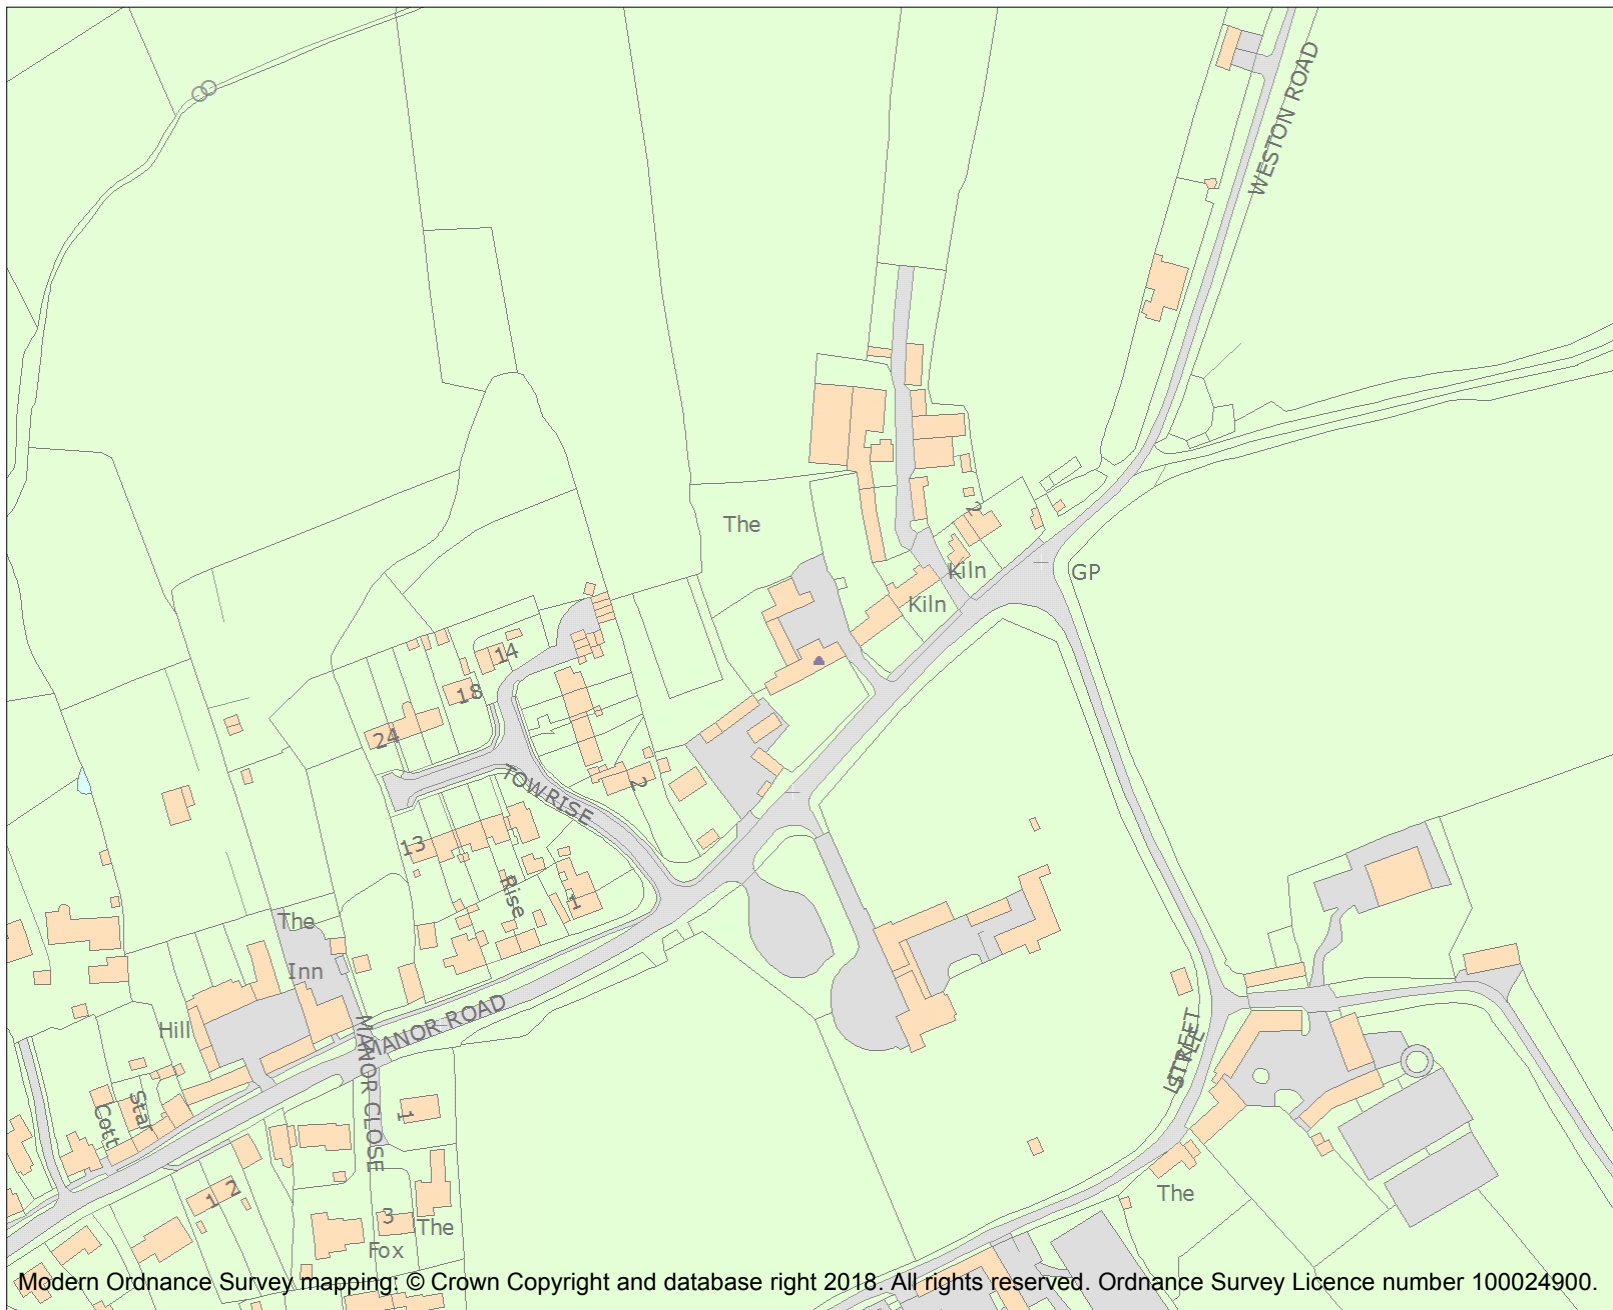 WESTON ROAD
The
2
Kiln
GP
Kiln
14
18
24
TOWRISE
2
13
Rise
1
The
Inn
Hill
MANOR ROAD
MANOR CLOSE
STREET
Star
Cott
1
1 2
The
3
The
Fox
Modern Ordnance Survey mapping: © Crown Copyright and database right 2018. All rights reserved. Ordnance Survey Licence number 100024900.